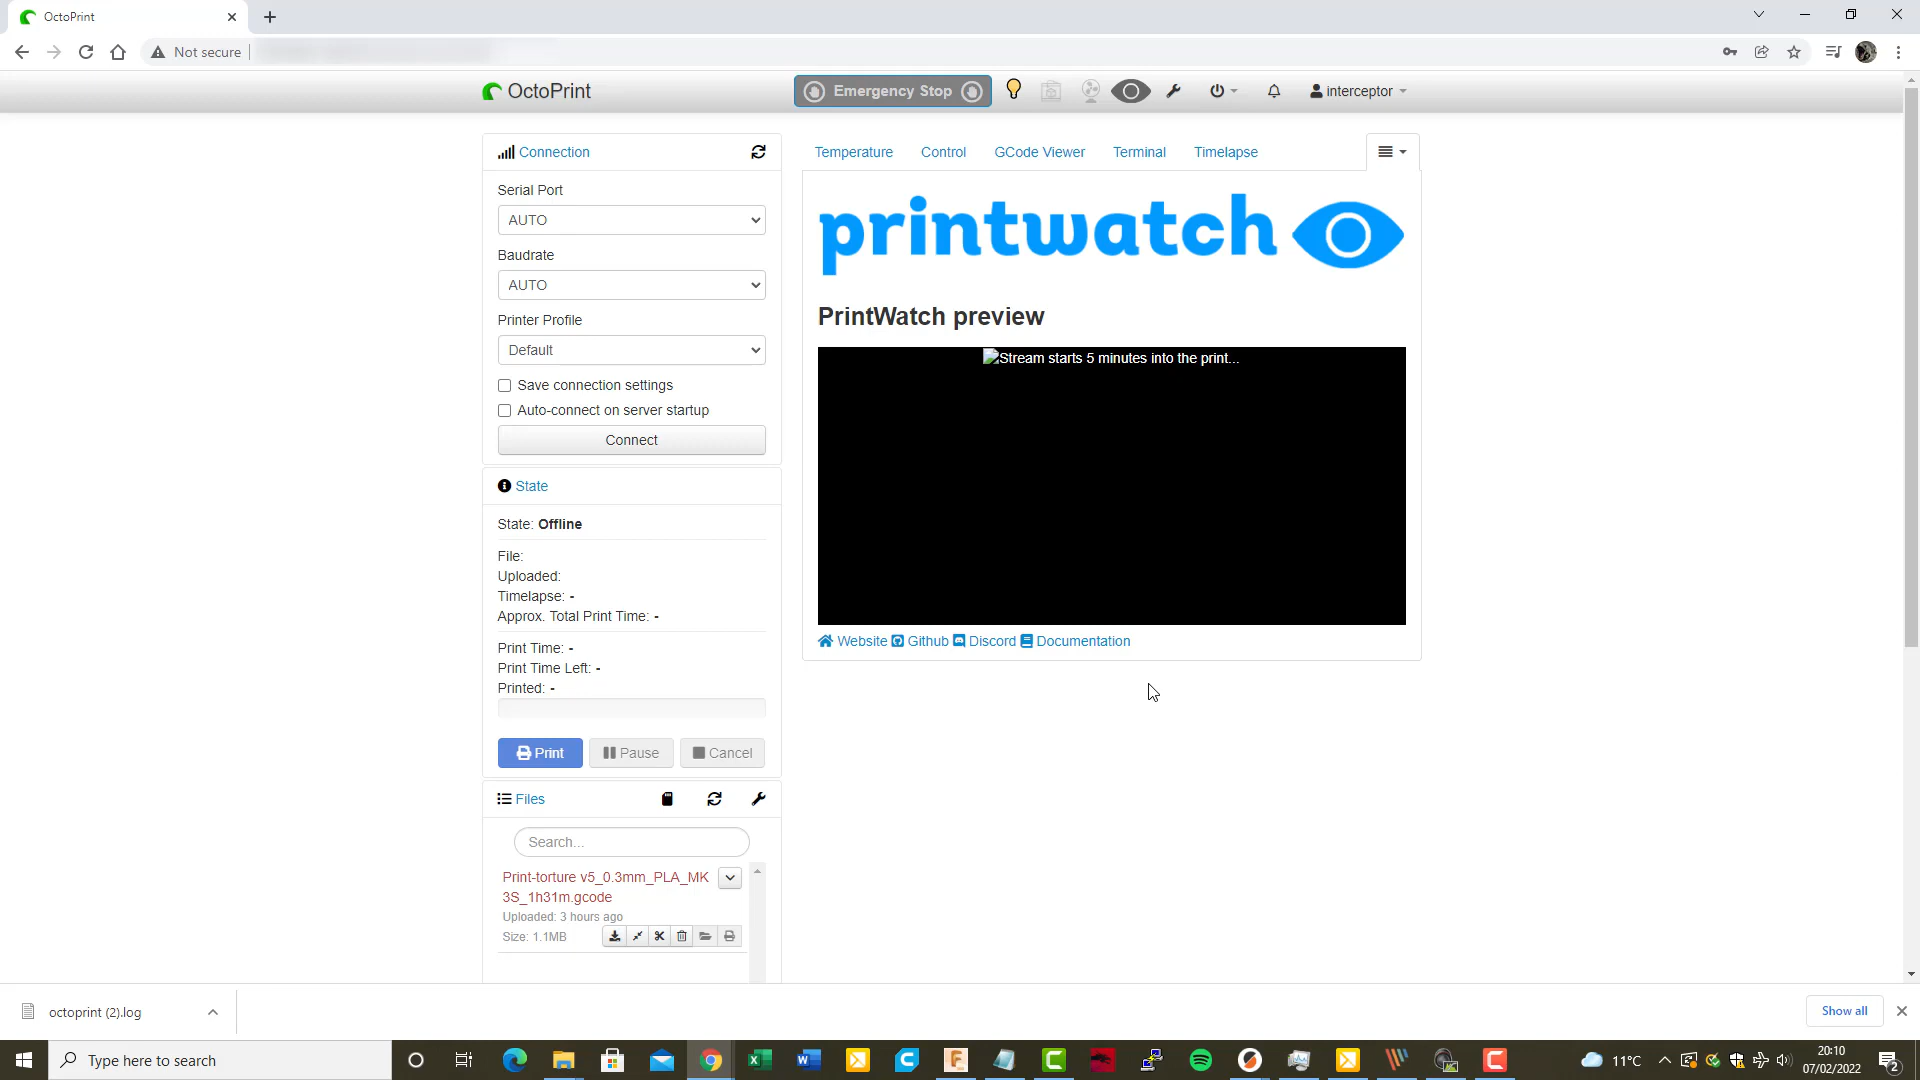 OctoPrint
Not secure
OctoPrint
Emergency Stop
interceptor
Connection
Serial Port
AUTO
Baudrate
AUTO
Printer Profile
Default
Save connection settings
Auto-connect on server startup
Connect
State
State: Offline
File:
Uploaded:
Timelapse: -
Approx. Total Print Time: -
Print Time: -
Print Time Left: -
Printed: -
Print Pause Cancel
Files
Search...
Print-torture v5_0.3mm_PLA_MK
3S_1h31m.gcode
Uploaded: 3 hours ago
Size: 1.1MB
Temperature Control GCode Viewer Terminal Timelapse
printwatch
PrintWatch preview
Stream starts 5 minutes into the print...
Website Github Discord Documentation
octoprint (2).log
Show all
Type here to search
11°C
20:10
07/02/2022
2